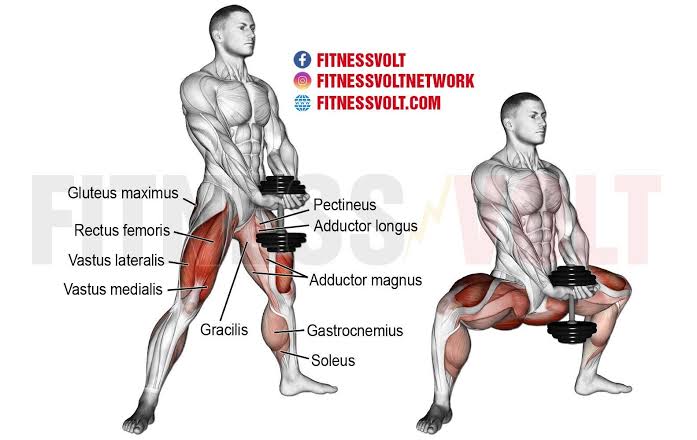 FITNESSVOLT
FITNESSVOLTNETWORK
FITNESSVOLT.COM
FITNESS VOLT
Gluteus maximus
Rectus femoris
Vastus lateralis
Vastus medialis
Pectineus
Adductor longus
Adductor magnus
Gracilis
Gastrocnemius
Soleus